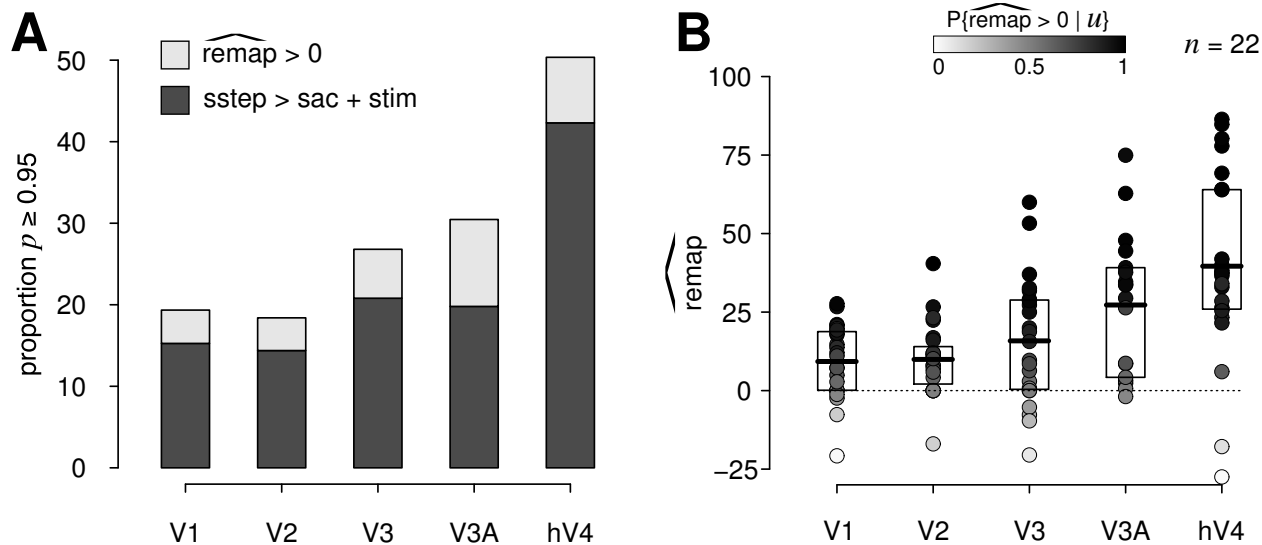 A
remap > 0
sstep > sac + stim
proportion p ≥ 0.95
50
40
30
20
10
0
V1 V2 V3 V3A hV4
B
P{remap > 0 | u}
0 0.5 1
n = 22
remap
100
75
50
25
0
−25
V1 V2 V3 V3A hV4